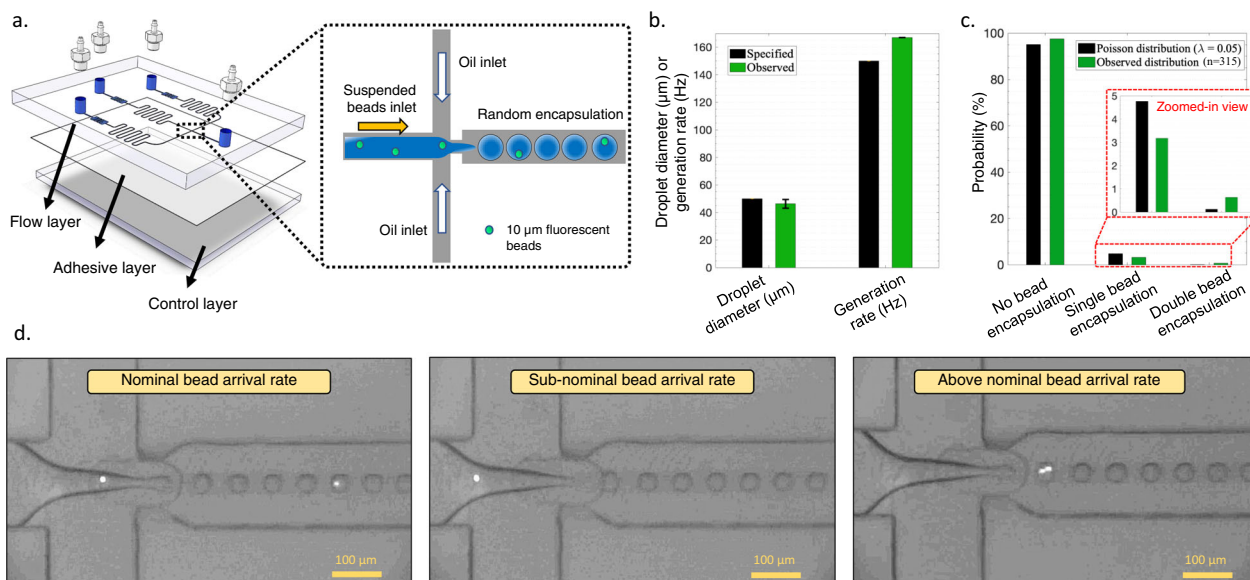 a.
Oil inlet
Suspended
beads inlet
Random encapsulation
Oil inlet
10 µm fluorescent
beads
Flow layer
Adhesive layer
Control layer
b.
Droplet diameter (µm) or
generation rate (Hz)
160
140
120
100
80
60
40
20
0
Specified
Observed
Droplet
diameter (µm)
Generation
rate (Hz)
c.
Probability (%)
100
80
60
40
20
0
Poisson distribution (λ = 0.05)
Observed distribution (n=315)
Zoomed-in view
5
4
3
2
1
0
No bead
encapsulation
Single bead
encapsulation
Double bead
encapsulation
d.
Nominal bead arrival rate
100 µm
Sub-nominal bead arrival rate
100 µm
Above nominal bead arrival rate
100 µm